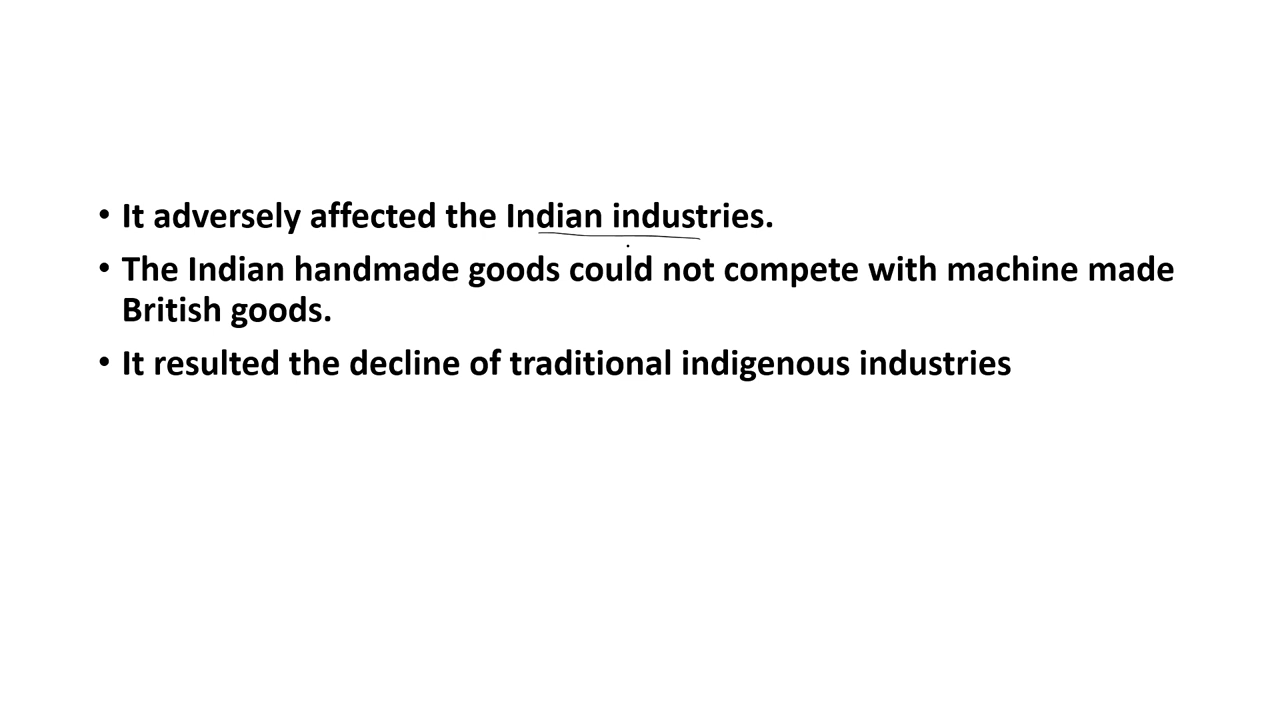 • It adversely affected the Indian industries.
• The Indian handmade goods could not compete with machine made
British goods.
• It resulted the decline of traditional indigenous industries